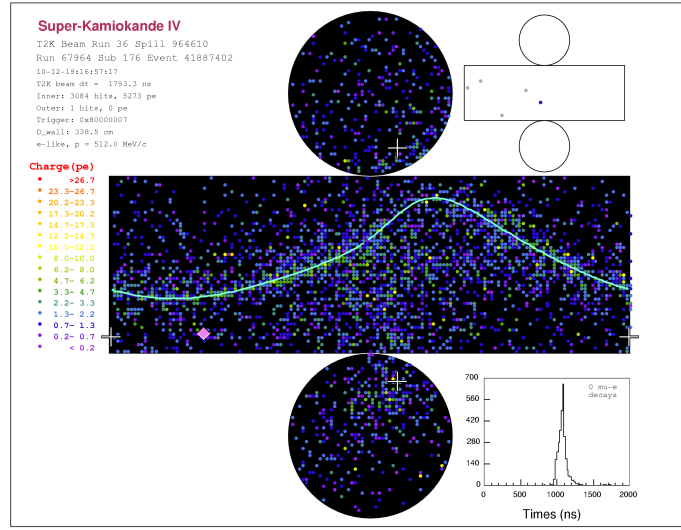 Super-Kamiokande IV
T2K Beam Run 36 Spill 964610
Run 67964 Sub 176 Event 41887402
10-12-19:16:57:17
T2K beam dt = 1793.3 ns
Inner: 3084 hits, 5273 pe
Outer: 1 hits, 0 pe
Trigger: 0x80000007
D_wall: 338.5 cm
e-like, p = 512.0 MeV/c
Charge(pe)
>26.7
23.3-26.7
20.2-23.3
17.3-20.2
14.7-17.3
12.2-14.7
10.0-12.2
8.0-10.0
6.2- 8.0
4.7- 6.2
3.3- 4.7
2.2- 3.3
1.3- 2.2
0.7- 1.3
0.2- 0.7
< 0.2
0 mu-e
decays
700
560
420
280
140
0
0 500 1000 1500 2000
Times (ns)